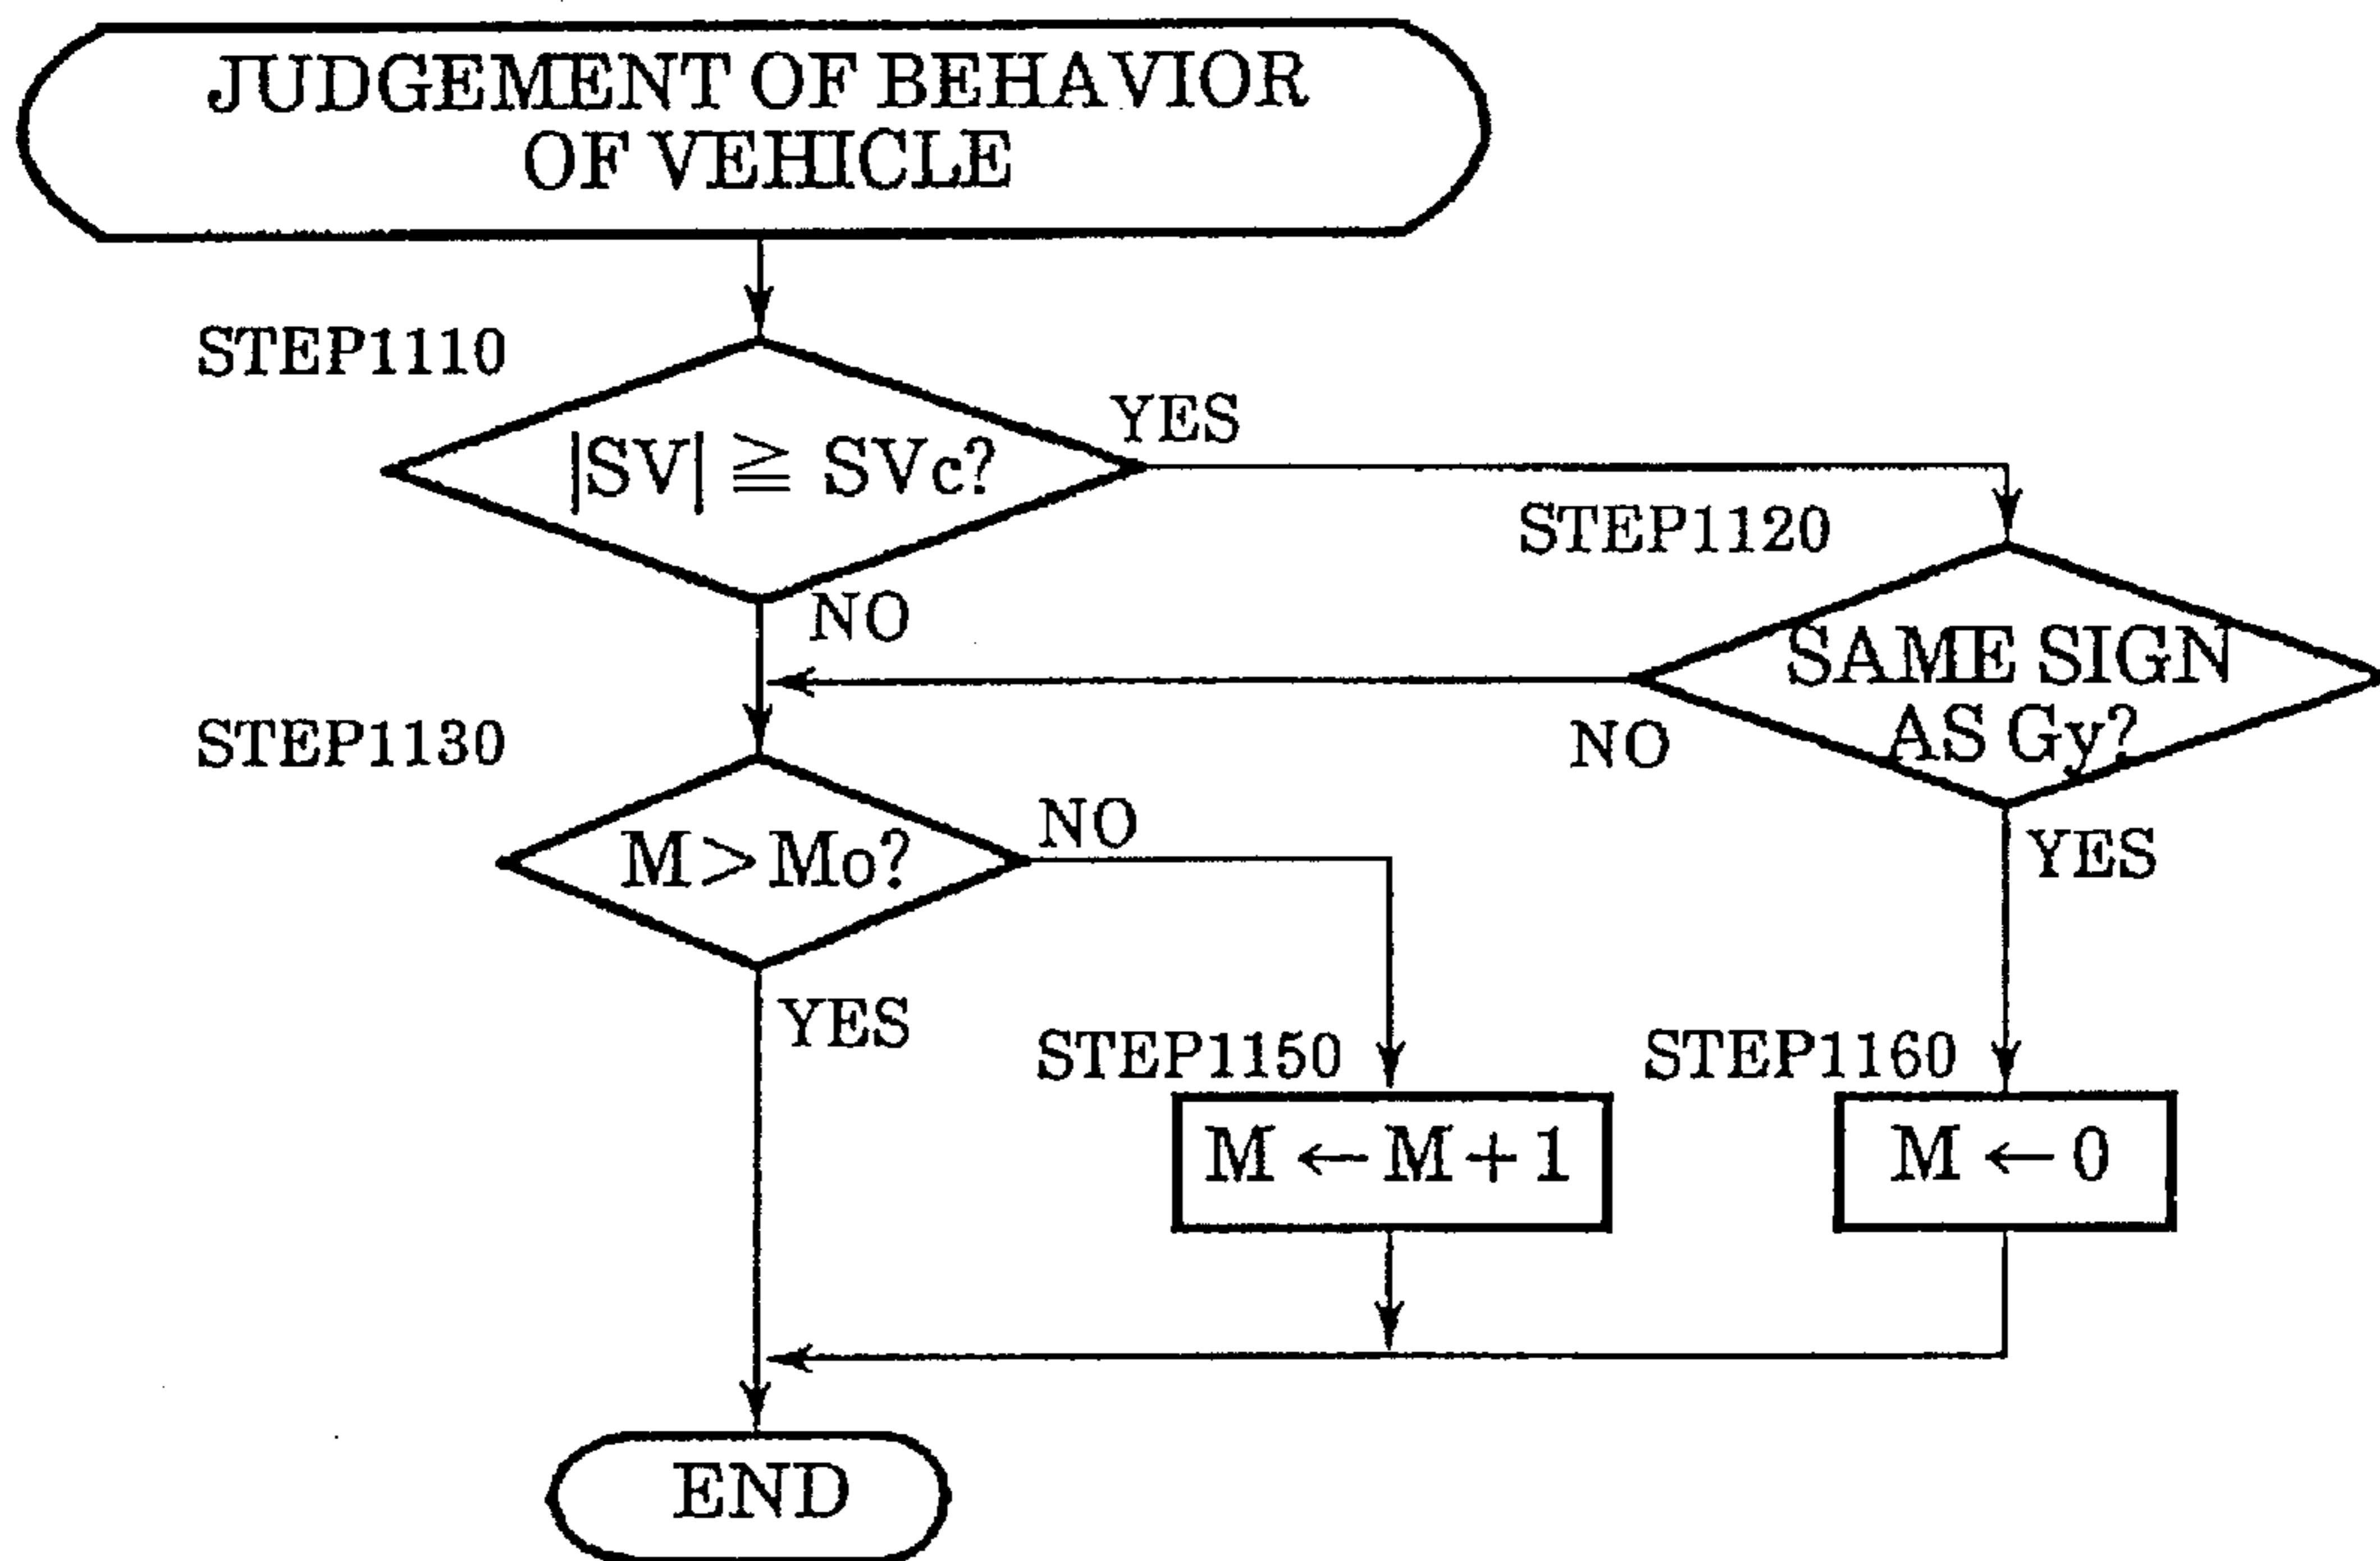 JUDGEMENT OF BEHAVIOR
OF VEHICLE
STEP1110
|SV| ≧ SVc?
YES
NO
STEP1120
SAME SIGN
AS Gy?
NO
YES
STEP1130
M>Mo?
NO
YES
STEP1150
M←M+1
STEP1160
M←0
END